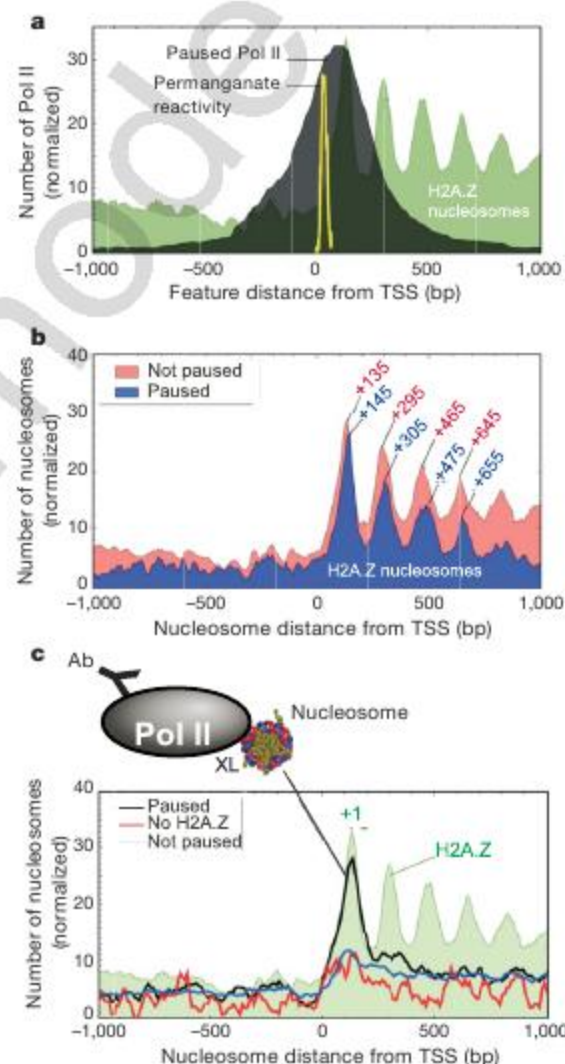 a
Number of Pol II
(normalized)
30
20
10
0
Paused Pol II
Permanganate
reactivity
H2A.Z
nucleosomes
−1,000 −500 0 500 1,000
Feature distance from TSS (bp)
b
Number of nucleosomes
(normalized)
40
30
20
10
0
Not paused
Paused
+135
+145
+295
+305
+465
+475
+645
+655
H2A.Z nucleosomes
−1,000 −500 0 500 1,000
Nucleosome distance from TSS (bp)
c
Ab
Pol II
XL
Nucleosome
Number of nucleosomes
(normalized)
40
30
20
10
0
Paused
No H2A.Z
Not paused
+1
H2A.Z
−1,000 −500 0 500 1,000
Nucleosome distance from TSS (bp)